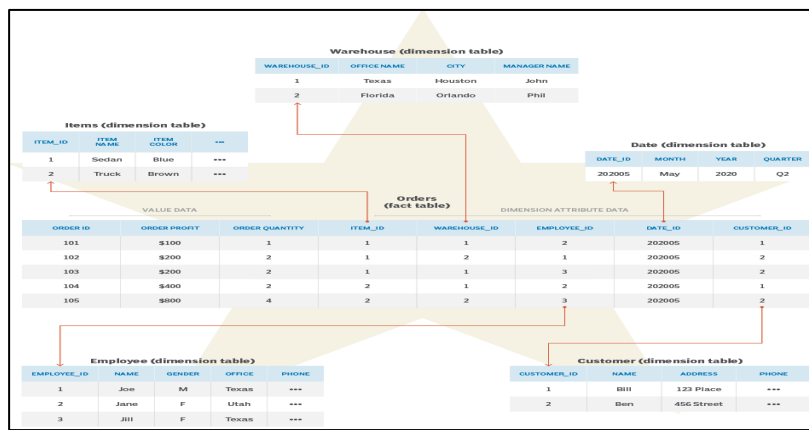 Warehouse (dimension table)
WAREHOUSE_ID OFFICE NAME CITY MANAGER NAME
1 Texas Houston John
2 Florida Orlando Phil
Items (dimension table)
ITEM_ID ITEM NAME ITEM COLOR ---
1 Sedan Blue ---
2 Truck Brown ---
Date (dimension table)
DATE_ID MONTH YEAR QUARTER
202005 May 2020 Q2
Orders
(fact table)
VALUE DATA DIMENSION ATTRIBUTE DATA
ORDER ID ORDER PROFIT ORDER QUANTITY ITEM_ID WAREHOUSE_ID EMPLOYEE_ID DATE_ID CUSTOMER_ID
101 $100 1 1 1 2 202005 1
102 $200 2 1 2 1 202005 2
103 $200 2 1 1 3 202005 2
104 $400 2 2 1 2 202005 1
105 $800 4 2 2 3 202005 2
Employee (dimension table)
EMPLOYEE_ID NAME GENDER OFFICE PHONE
1 Joe M Texas ---
2 Jane F Utah ---
3 Jill F Texas ---
Customer (dimension table)
CUSTOMER_ID NAME ADDRESS PHONE
1 Bill 123 Place ---
2 Ben 456 Street ---